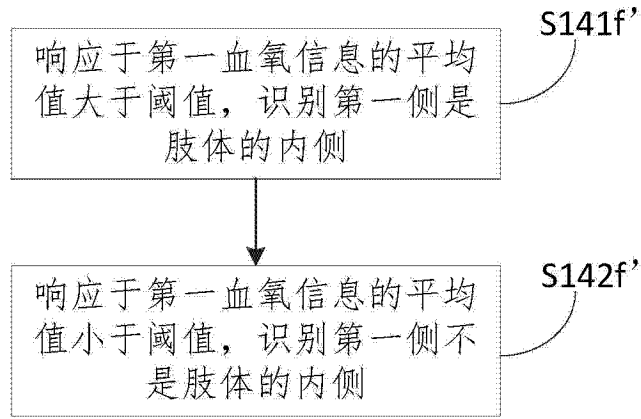 S141f’
响应于第一血氧信息的平均
值大于阈值，识别第一侧是
肢体的内侧
S142f’
响应于第一血氧信息的平均
值小于阈值，识别第一侧不
是肢体的内侧